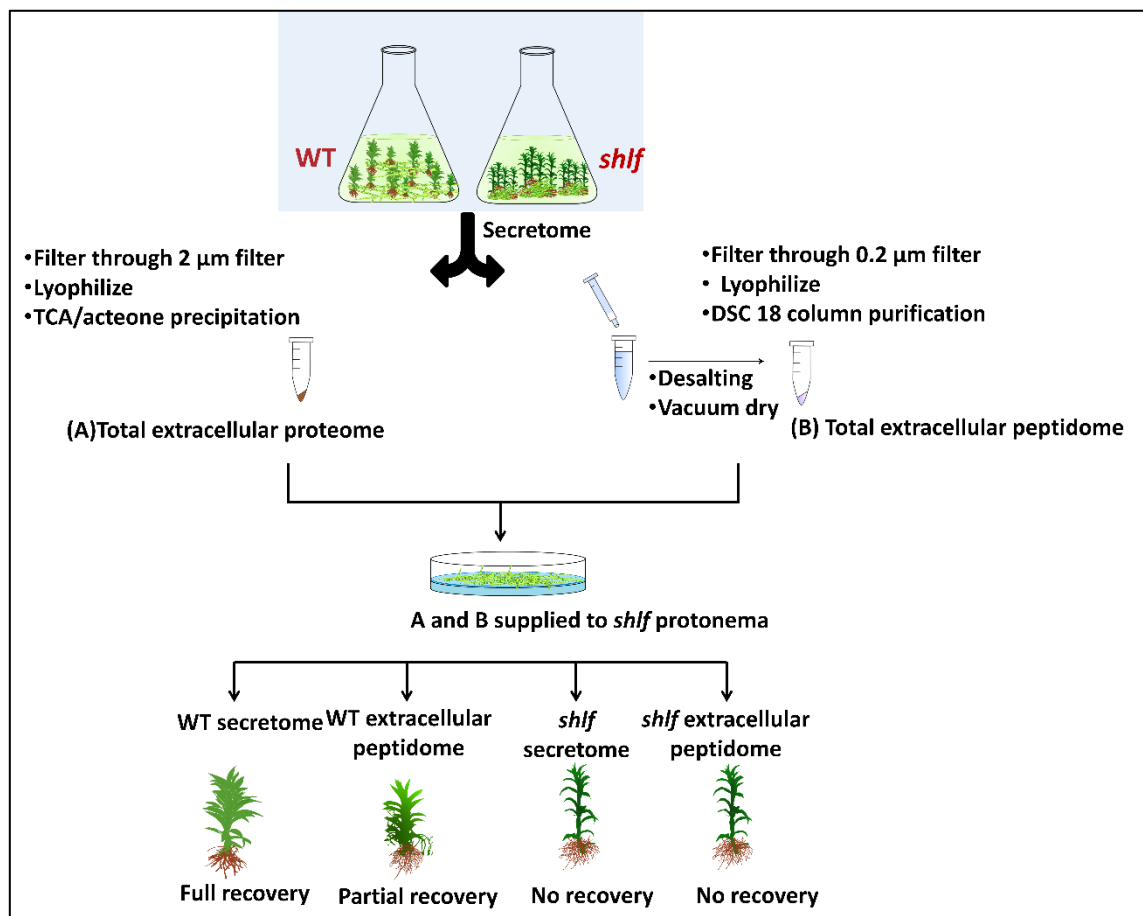 WT
shlf
Secretome
•Filter through 2 µm filter
•Lyophilize
•TCA/acteone precipitation
•Filter through 0.2 µm filter
• Lyophilize
•DSC 18 column purification
•Desalting
•Vacuum dry
(A)Total extracellular proteome
(B) Total extracellular peptidome
A and B supplied to shlf protonema
WT secretome
WT extracellular
peptidome
shlf
secretome
shlf extracellular
peptidome
Full recovery
Partial recovery
No recovery
No recovery